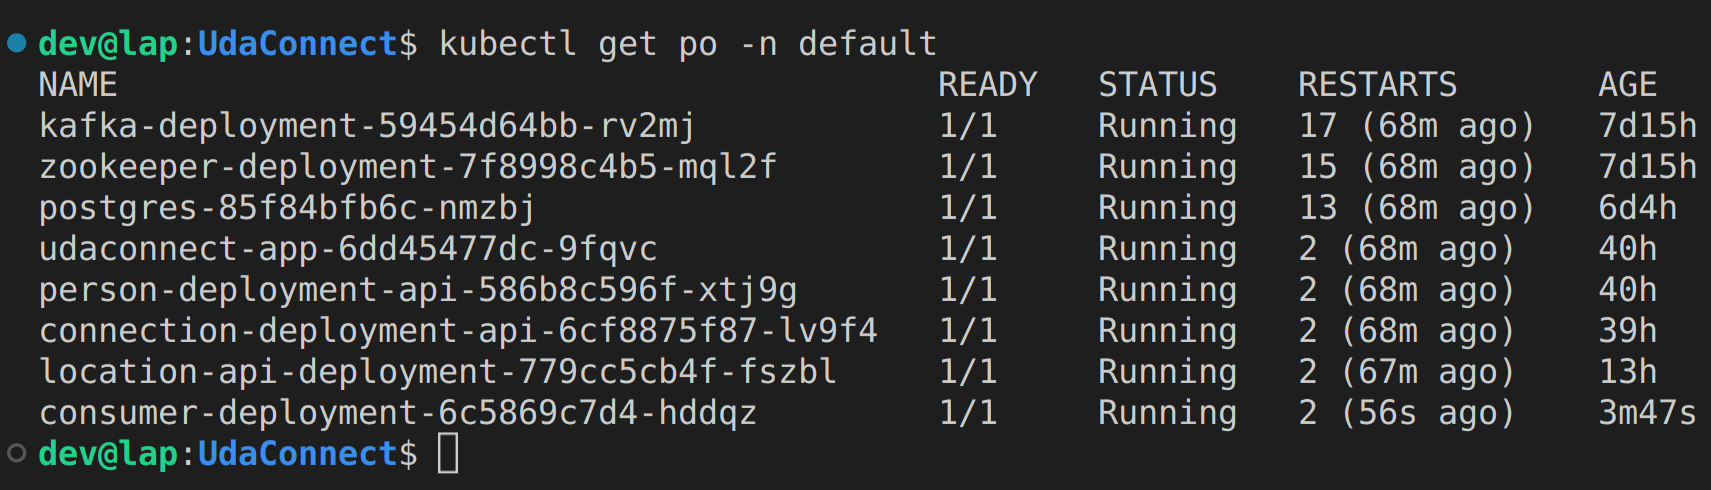 dev@lap:UdaConnect$ kubectl get po -n default
NAME                                         READY   STATUS    RESTARTS       AGE
kafka-deployment-59454d64bb-rv2mj            1/1     Running   17 (68m ago)   7d15h
zookeeper-deployment-7f8998c4b5-mql2f        1/1     Running   15 (68m ago)   7d15h
postgres-85f84bfb6c-nmzbj                    1/1     Running   13 (68m ago)   6d4h
udaconnect-app-6dd45477dc-9fqvc              1/1     Running   2 (68m ago)    40h
person-deployment-api-586b8c596f-xtj9g       1/1     Running   2 (68m ago)    40h
connection-deployment-api-6cf8875f87-lv9f4   1/1     Running   2 (68m ago)    39h
location-api-deployment-779cc5cb4f-fszbl     1/1     Running   2 (67m ago)    13h
consumer-deployment-6c5869c7d4-hddqz         1/1     Running   2 (56s ago)    3m47s
dev@lap:UdaConnect$